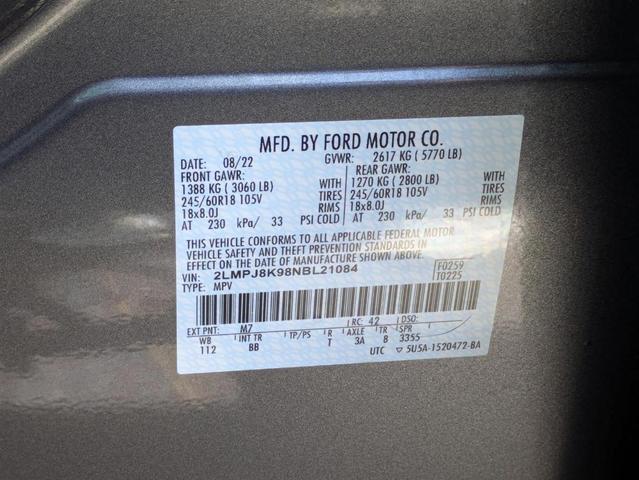 MFD. BY FORD MOTOR CO.
DATE: 08/22 GVWR: 2617 KG ( 5770 LB)
FRONT GAWR: REAR GAWR:
1388 KG ( 3060 LB) WITH 1270 KG ( 2800 LB) WITH
245/60R18 105V TIRES 245/60R18 105V TIRES
18x8.0J RIMS 18x8.0J RIMS
AT 230 kPa/ 33 PSI COLD AT 230 kPa/ 33 PSI COLD
THIS VEHICLE CONFORMS TO ALL APPLICABLE FEDERAL MOTOR
VEHICLE SAFETY AND THEFT PREVENTION STANDARDS IN
EFFECT ON THE DATE OF MANUFACTURE SHOWN ABOVE.
VIN: 2LMPJ8K98NBL21084 F0259
TYPE: MPV T0225
EXT PNT: M7 RC: 42 DSO:
WB INT TR TP/PS R AXLE TR SPR
112 BB T 3A 8 3355
UTC ▽ 5U5A-1520472-BA